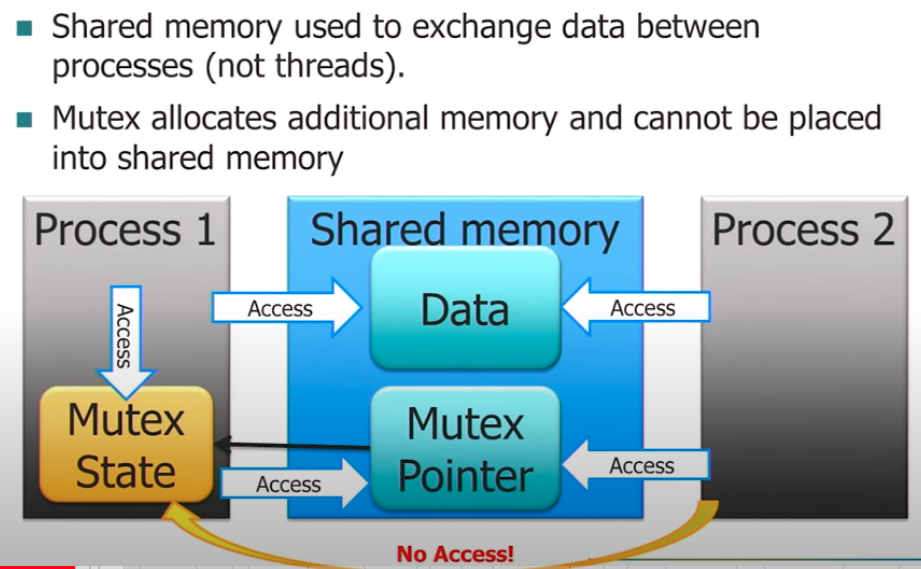 Shared memory used to exchange data between
processes (not threads).
Mutex allocates additional memory and cannot be placed
into shared memory
Process 1
Shared memory
Process 2
Access
Access
Data
Access
Mutex
State
Access
Mutex
Pointer
Access
No Access!